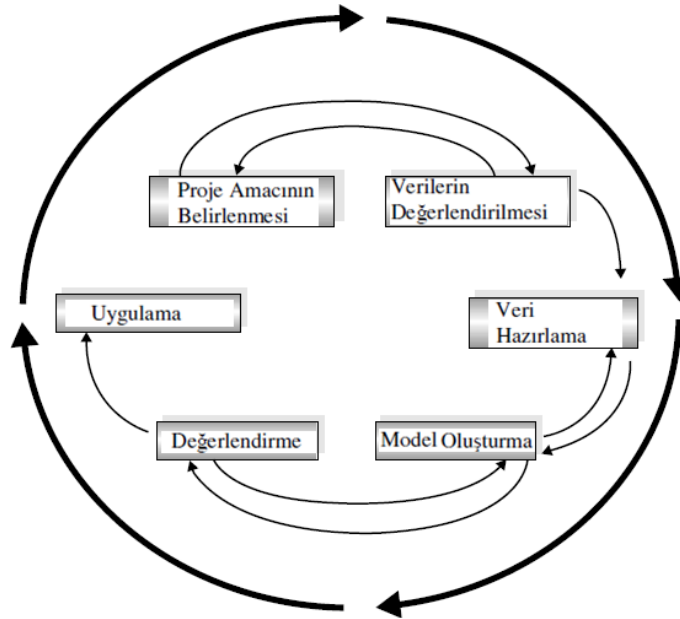 Proje Amacının
Belirlenmesi
Verilerin
Değerlendirilmesi
Uygulama
Veri
Hazırlama
Değerlendirme
Model Oluşturma